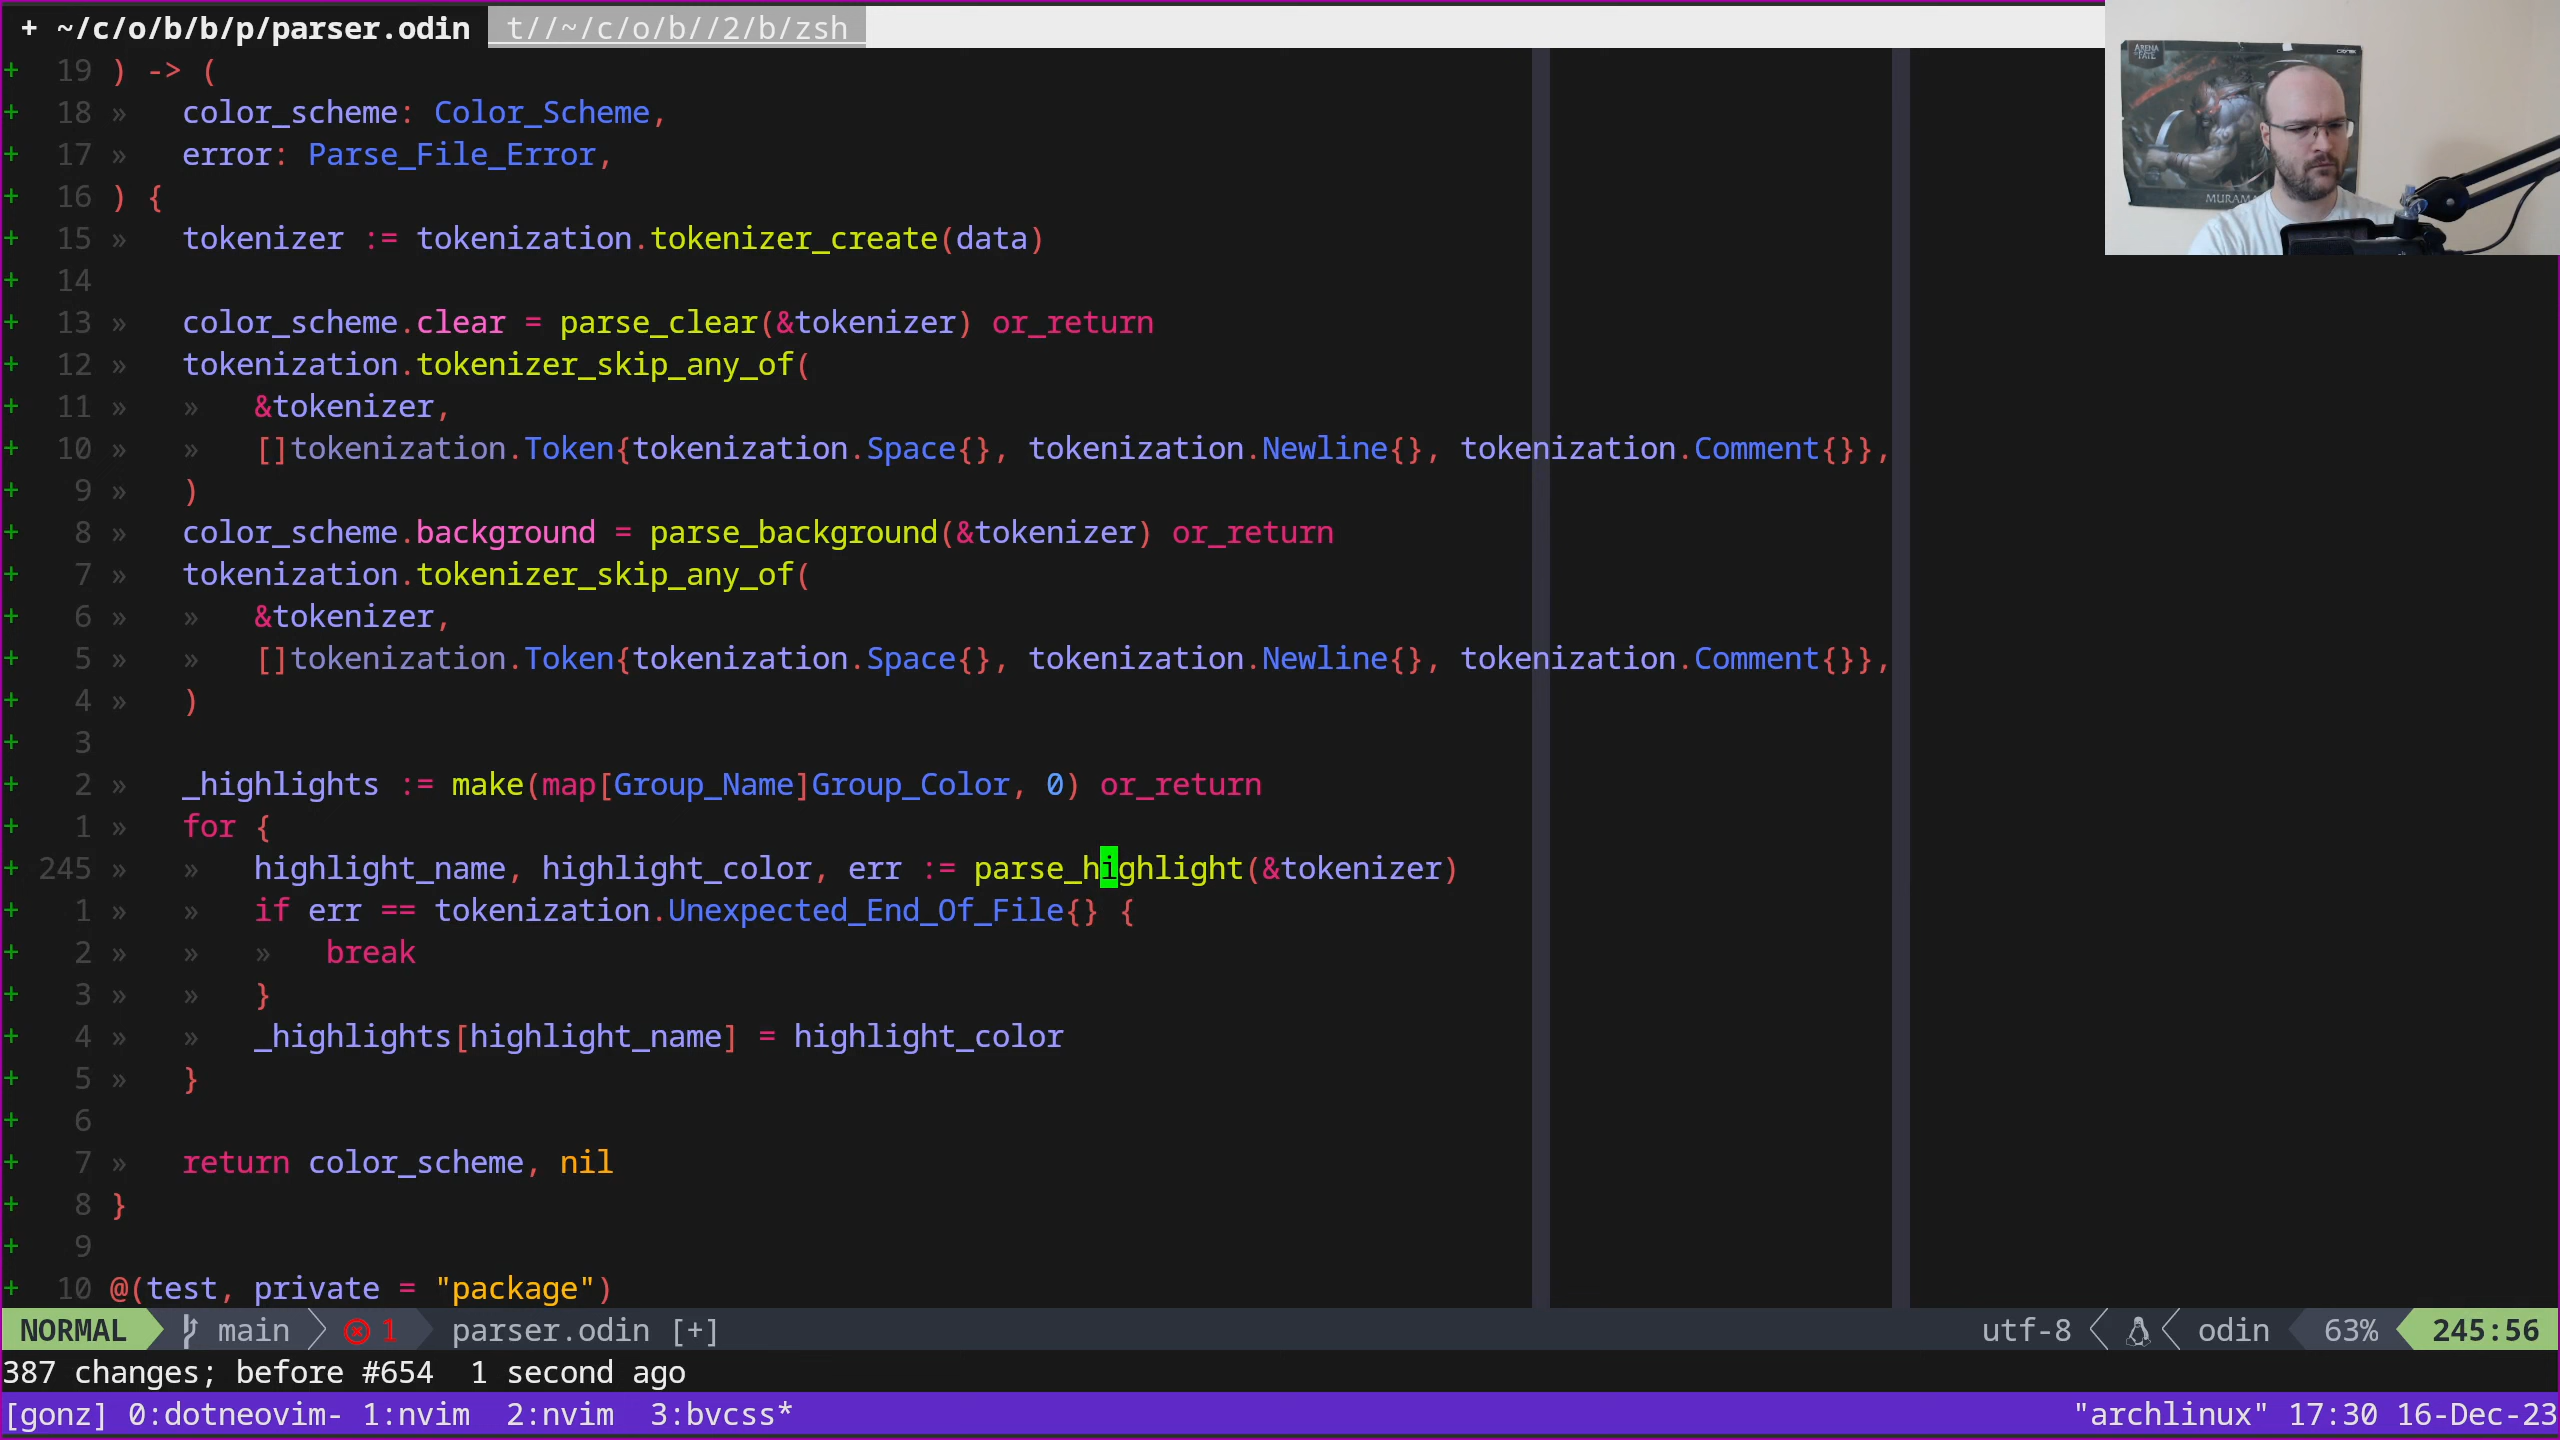 + ~/c/o/b/b/p/parser.odin t//~/c/o/b//2/b/zsh
ARENA OF FATE
MURAMA
+ 19 ) -> (
+ 18 » color_scheme: Color_Scheme,
+ 17 » error: Parse_File_Error,
+ 16 ) {
+ 15 » tokenizer := tokenization.tokenizer_create(data)
+ 14
+ 13 » color_scheme.clear = parse_clear(&tokenizer) or_return
+ 12 » tokenization.tokenizer_skip_any_of(
+ 11 » » &tokenizer,
+ 10 » » []tokenization.Token{tokenization.Space{}, tokenization.Newline{}, tokenization.Comment{}},
+ 9 » )
+ 8 » color_scheme.background = parse_background(&tokenizer) or_return
+ 7 » tokenization.tokenizer_skip_any_of(
+ 6 » » &tokenizer,
+ 5 » » []tokenization.Token{tokenization.Space{}, tokenization.Newline{}, tokenization.Comment{}},
+ 4 » )
+ 3
+ 2 » _highlights := make(map[Group_Name]Group_Color, 0) or_return
+ 1 » for {
+ 245 » » highlight_name, highlight_color, err := parse_highlight(&tokenizer)
+ 1 » » if err == tokenization.Unexpected_End_Of_File{} {
+ 2 » » » break
+ 3 » » }
+ 4 » » _highlights[highlight_name] = highlight_color
+ 5 » }
+ 6
+ 7 » return color_scheme, nil
+ 8 }
+ 9
+ 10 @(test, private = "package")
NORMAL main 1 parser.odin [+] utf-8 odin 63% 245:56
387 changes; before #654 1 second ago
[gonz] 0:dotneovim- 1:nvim 2:nvim 3:bvcss* "archlinux" 17:30 16-Dec-23